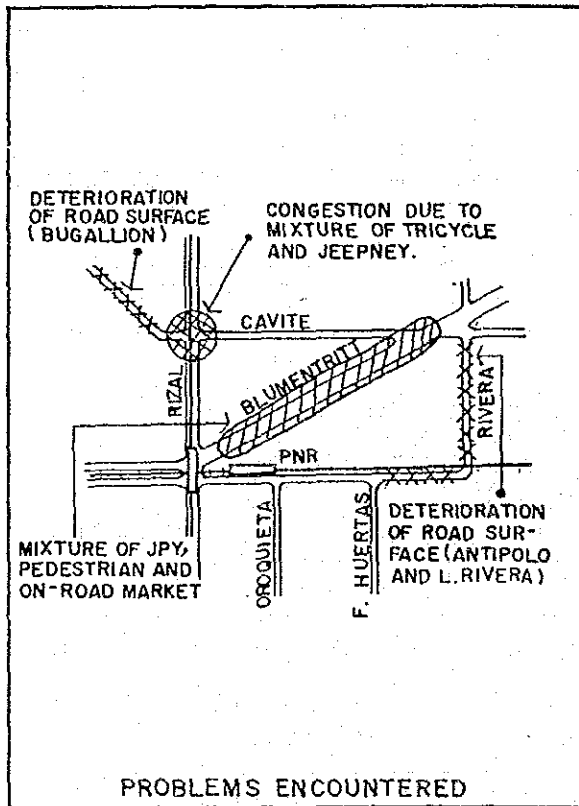 DETERIORATION
OF ROAD SURFACE
(BUGALLION)
CONGESTION DUE TO
MIXTURE OF TRICYCLE
AND JEEPNEY.
CAVITE
RIZAL
BLUMENTRITT
RIVERA
PNR
MIXTURE OF JPY,
PEDESTRIAN AND
ON-ROAD MARKET
OROQUIETA
F. HUERTAS
DETERIORATION
OF ROAD SUR-
FACE (ANTIPOLO
AND L. RIVERA)
PROBLEMS ENCOUNTERED